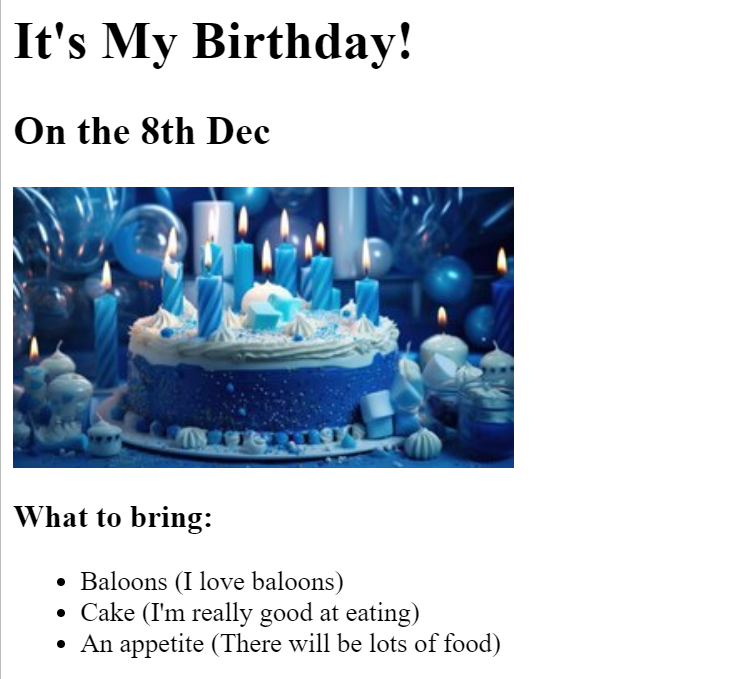 It's My Birthday!
On the 8th Dec
What to bring:
Baloons (I love baloons)
Cake (I'm really good at eating)
An appetite (There will be lots of food)